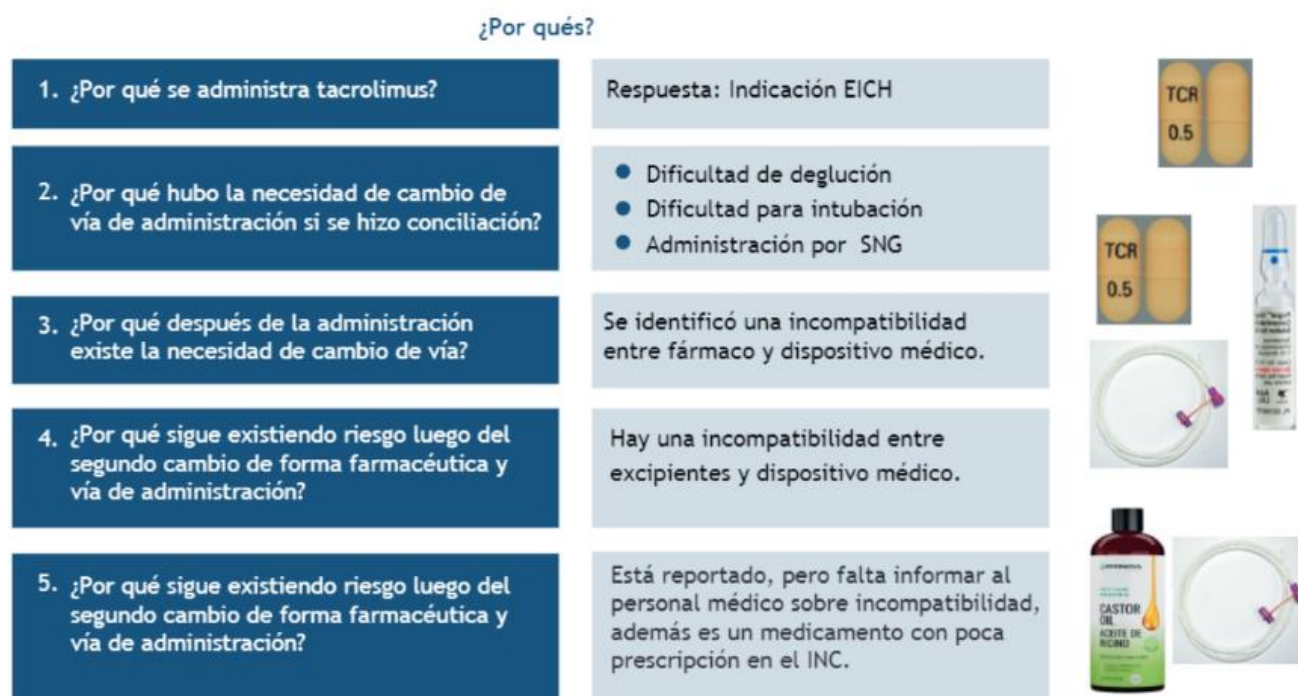 ¿Por qués?
1. ¿Por qué se administra tacrolimus?
Respuesta: Indicación EICH
2. ¿Por qué hubo la necesidad de cambio de
vía de administración si se hizo conciliación?
● Dificultad de deglución
● Dificultad para intubación
● Administración por SNG
3. ¿Por qué después de la administración
existe la necesidad de cambio de vía?
Se identificó una incompatibilidad
entre fármaco y dispositivo médico.
4. ¿Por qué sigue existiendo riesgo luego del
segundo cambio de forma farmacéutica y
vía de administración?
Hay una incompatibilidad entre
excipientes y dispositivo médico.
5. ¿Por qué sigue existiendo riesgo luego del
segundo cambio de forma farmacéutica y
vía de administración?
Está reportado, pero falta informar al
personal médico sobre incompatibilidad,
además es un medicamento con poca
prescripción en el INC.
TCR
0.5
TCR
0.5
CASTOR
OIL
ACEITE DE
RICINO